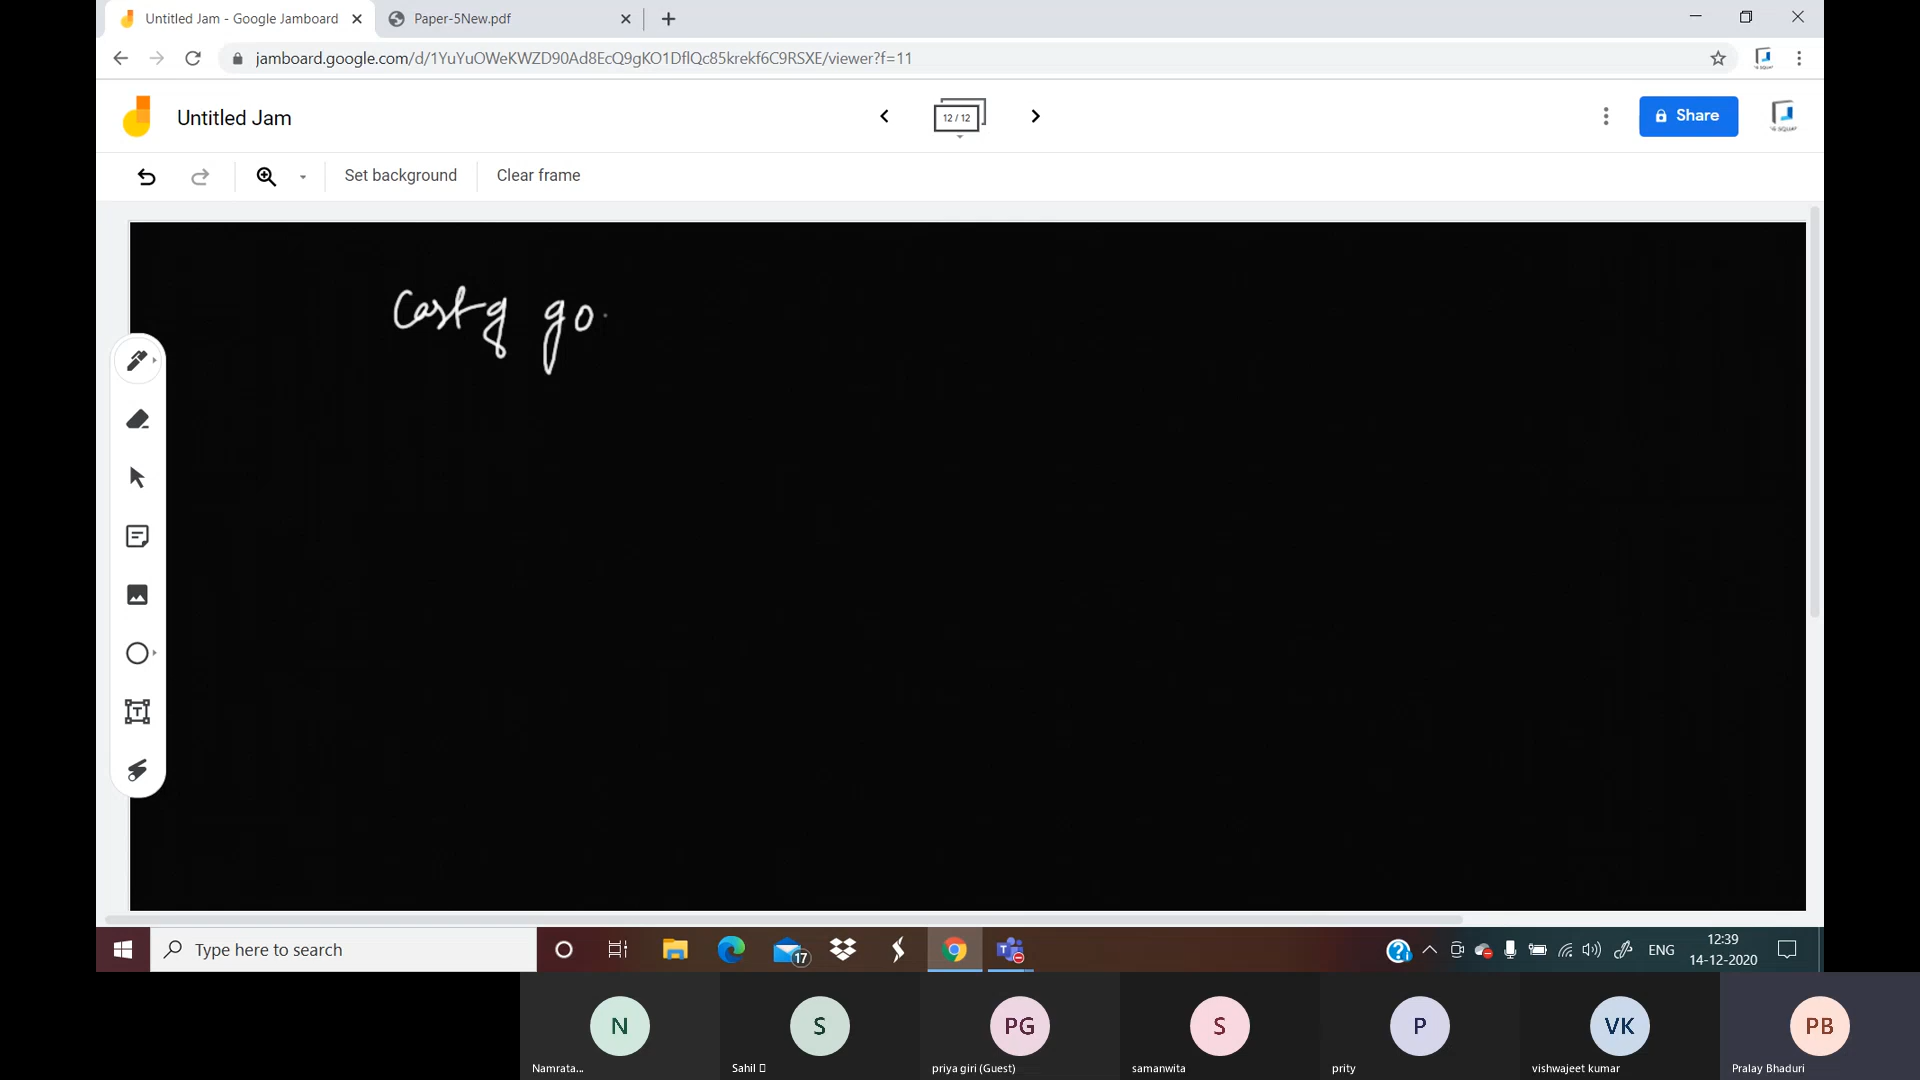 Untitled Jam - Google Jamboard
Paper-5New.pdf
jamboard.google.com/d/1YuYuOWeKWZD90Ad8EcQ9gKO1DflQc85krekf6C9RSXE/viewer?f=11
Untitled Jam
12 / 12
Share
Set background
Clear frame
Cost of go
Type here to search
17
ENG
12:39
14-12-2020
N
S
PG
S
P
VK
PB
Namrata...
Sahil
priya giri (Guest)
samanwita
prity
vishwajeet kumar
Pralay Bhaduri